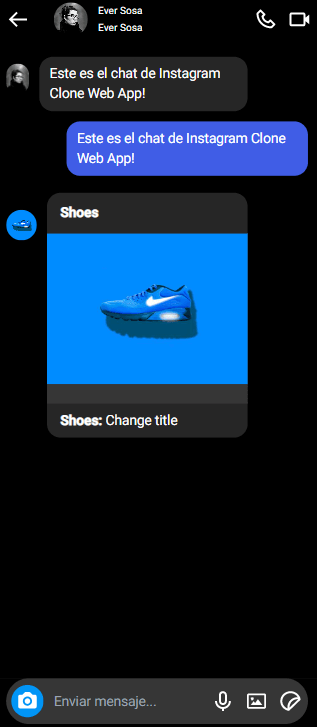 Ever Sosa
Ever Sosa
Este es el chat de Instagram
Clone Web App!
Este es el chat de Instagram Clone
Web App!
Shoes
Shoes: Change title
Enviar mensaje...